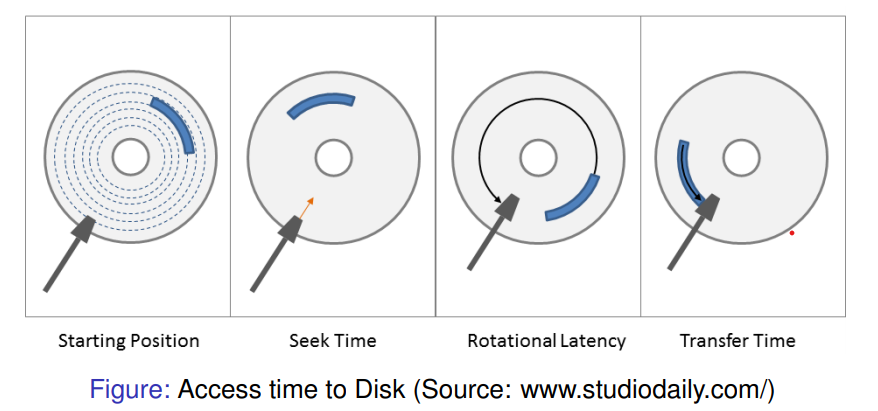 Starting Position
Seek Time
Rotational Latency
Transfer Time
Figure: Access time to Disk (Source: www.studiodaily.com/)